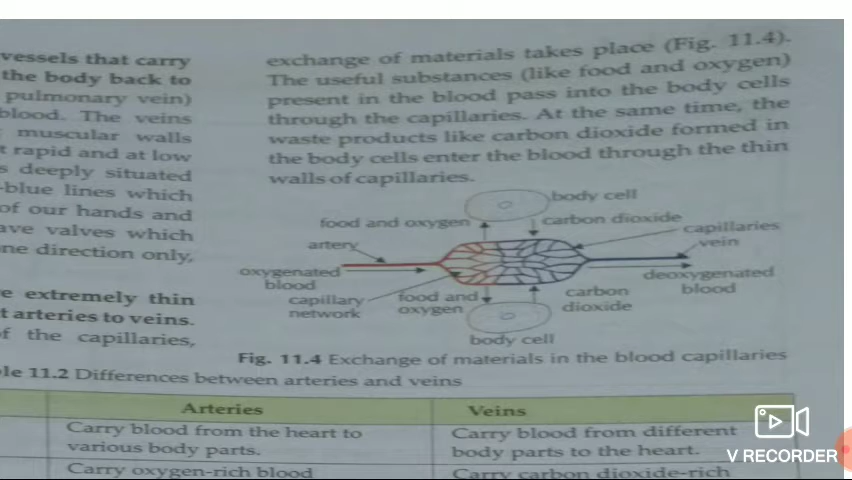 vessels that carry
the body back to
pulmonary vein)
blood. The veins
muscular walls
t rapid and at low
s deeply situated
-blue lines which
of our hands and
ave valves which
ne direction only,
e extremely thin
t arteries to veins.
f the capillaries,
exchange of materials takes place (Fig. 11.4).
The useful substances (like food and oxygen)
present in the blood pass into the body cells
through the capillaries. At the same time, the
waste products like carbon dioxide formed in
the body cells enter the blood through the thin
walls of capillaries.
body cell
food and oxygen
carbon dioxide
capillaries
artery
vein
oxygenated
blood
deoxygenated
blood
capillary
network
food and
oxygen
carbon
dioxide
body cell
Fig. 11.4 Exchange of materials in the blood capillaries
le 11.2 Differences between arteries and veins
Arteries
Veins
Carry blood from the heart to
various body parts.
Carry blood from different
body parts to the heart.
Carry oxygen-rich blood
Carry carbon dioxide-rich
V RECORDER